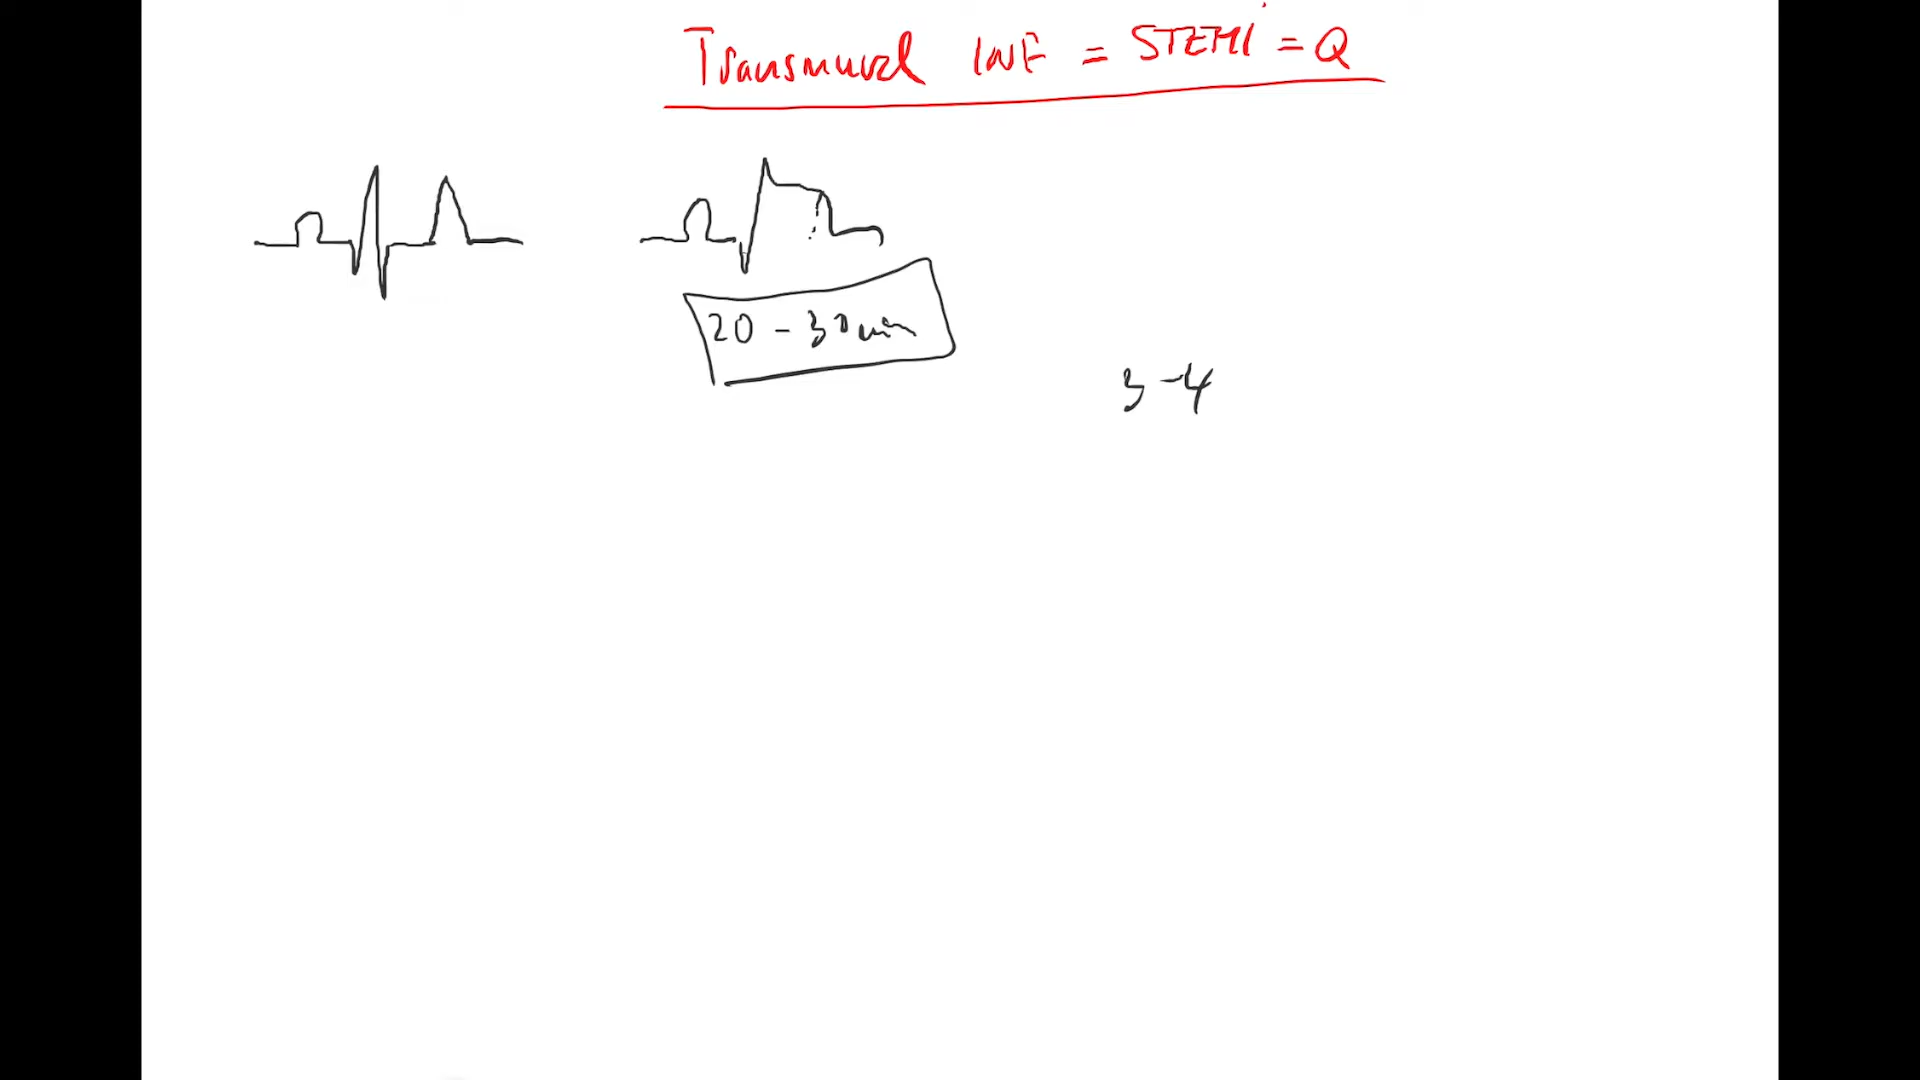 Transmural INF = STEMI = Q
20 - 30 min
3-4